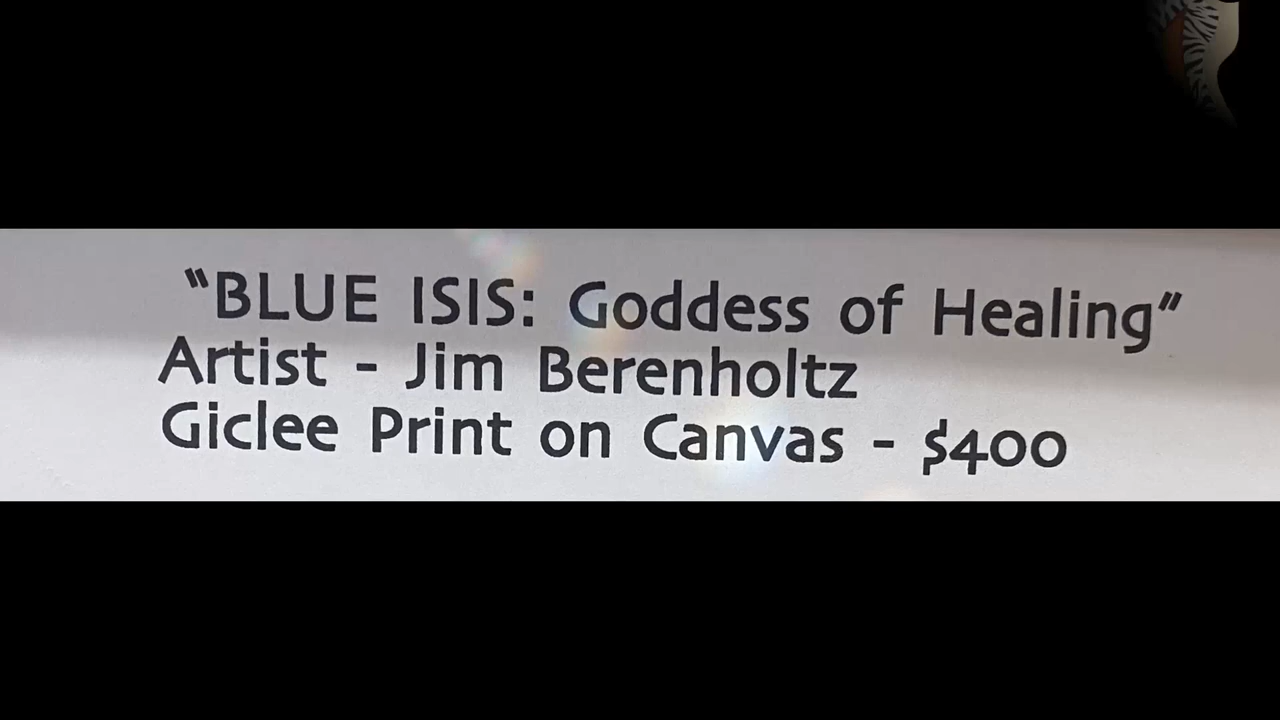 "BLUE ISIS: Goddess of Healing"
Artist - Jim Berenholtz
Giclee Print on Canvas - $400